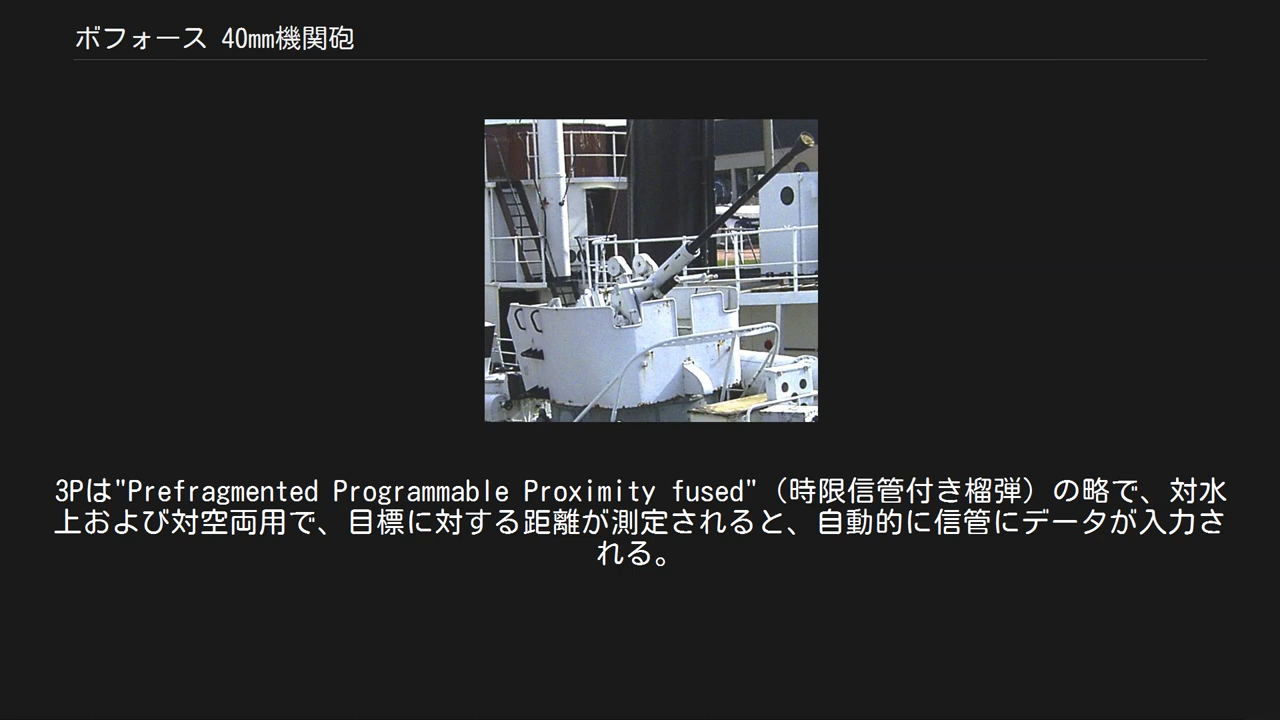 ボフォース 40mm機関砲
3Pは"Prefragmented Programmable Proximity fused"（時限信管付き榴弾）の略で、対水
上および対空両用で、目標に対する距離が測定されると、自動的に信管にデータが入力さ
れる。